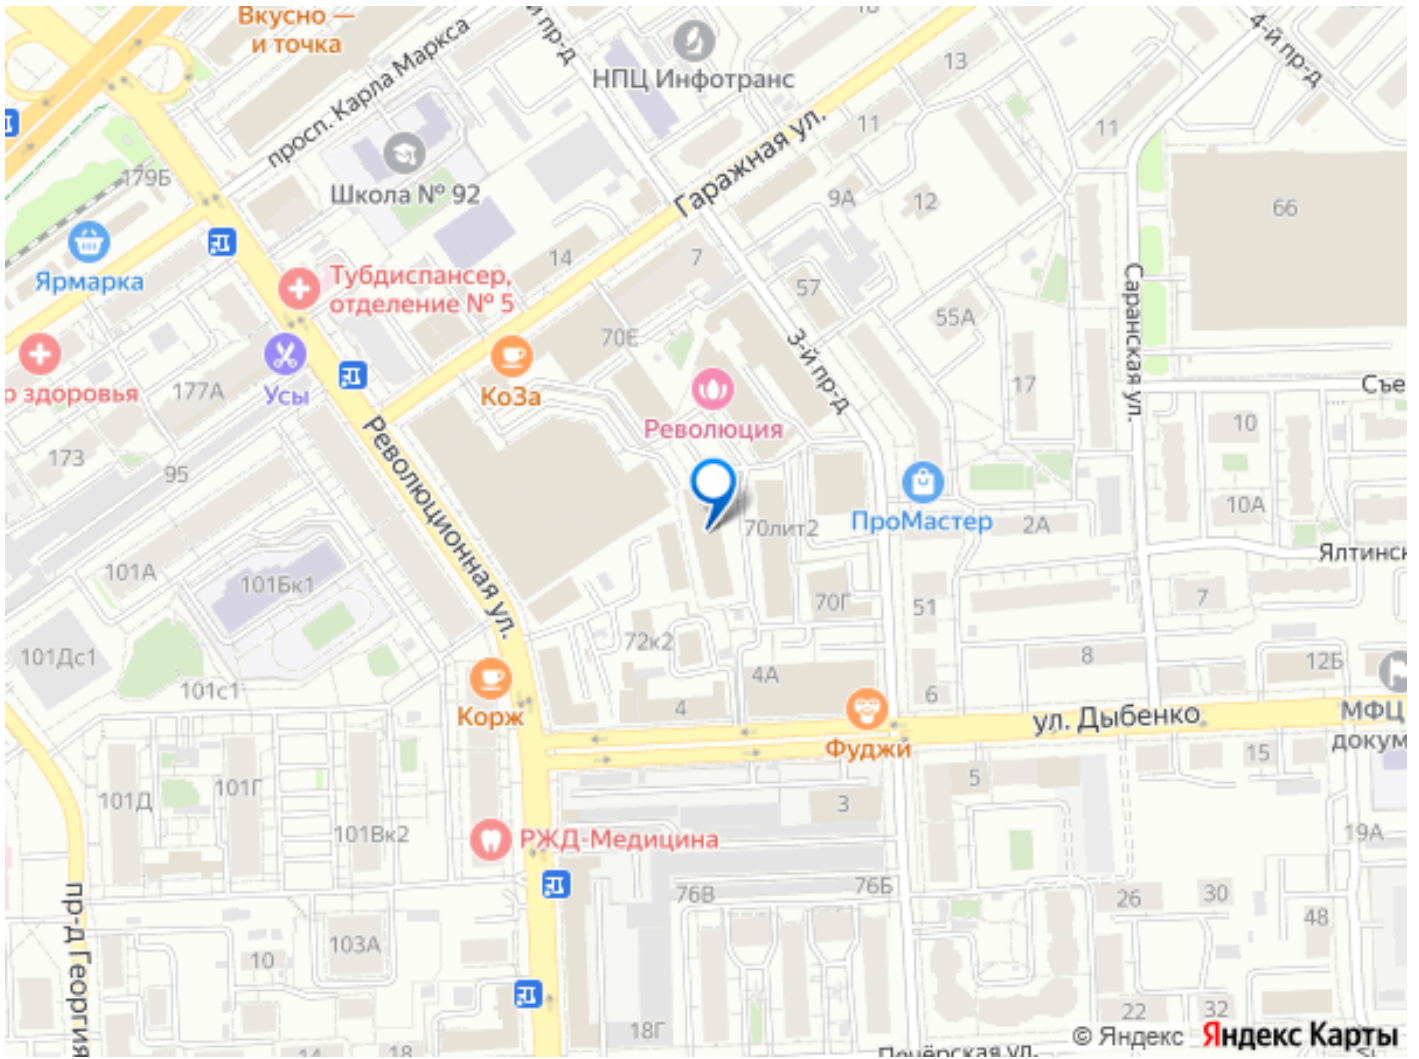 Вкусно —
и точка
просп. Карла Маркса
й пр-д
НПЦ Инфотранс
13
4-й пр-д
11
Гаражная ул.
11
Школа № 92
179Б
9А
12
66
Ярмарка
14
7
Тубдиспансер,
отделение № 5
57
55А
Саранская ул.
70Е
3-й пр-д
р здоровья
177А
Усы
КоЗа
17
Съе
Революция
10
173
95
Революционная ул.
70лит2
ПроМастер
2А
10А
Ялтинск
101А
101Бк1
70Г
51
7
101Дс1
101с1
72к2
4А
8
12Б
6
4
Корж
ул. Дыбенко
МФЦ
докум
Фуджи
15
5
101Д
101Г
3
101Вк2
РЖД-Медицина
19А
76В
76Б
26
30
48
пр-д Георгия
103А
10
18Г
22
32
© Яндекс Яндекс Карты
14
18
Печёрская ул.